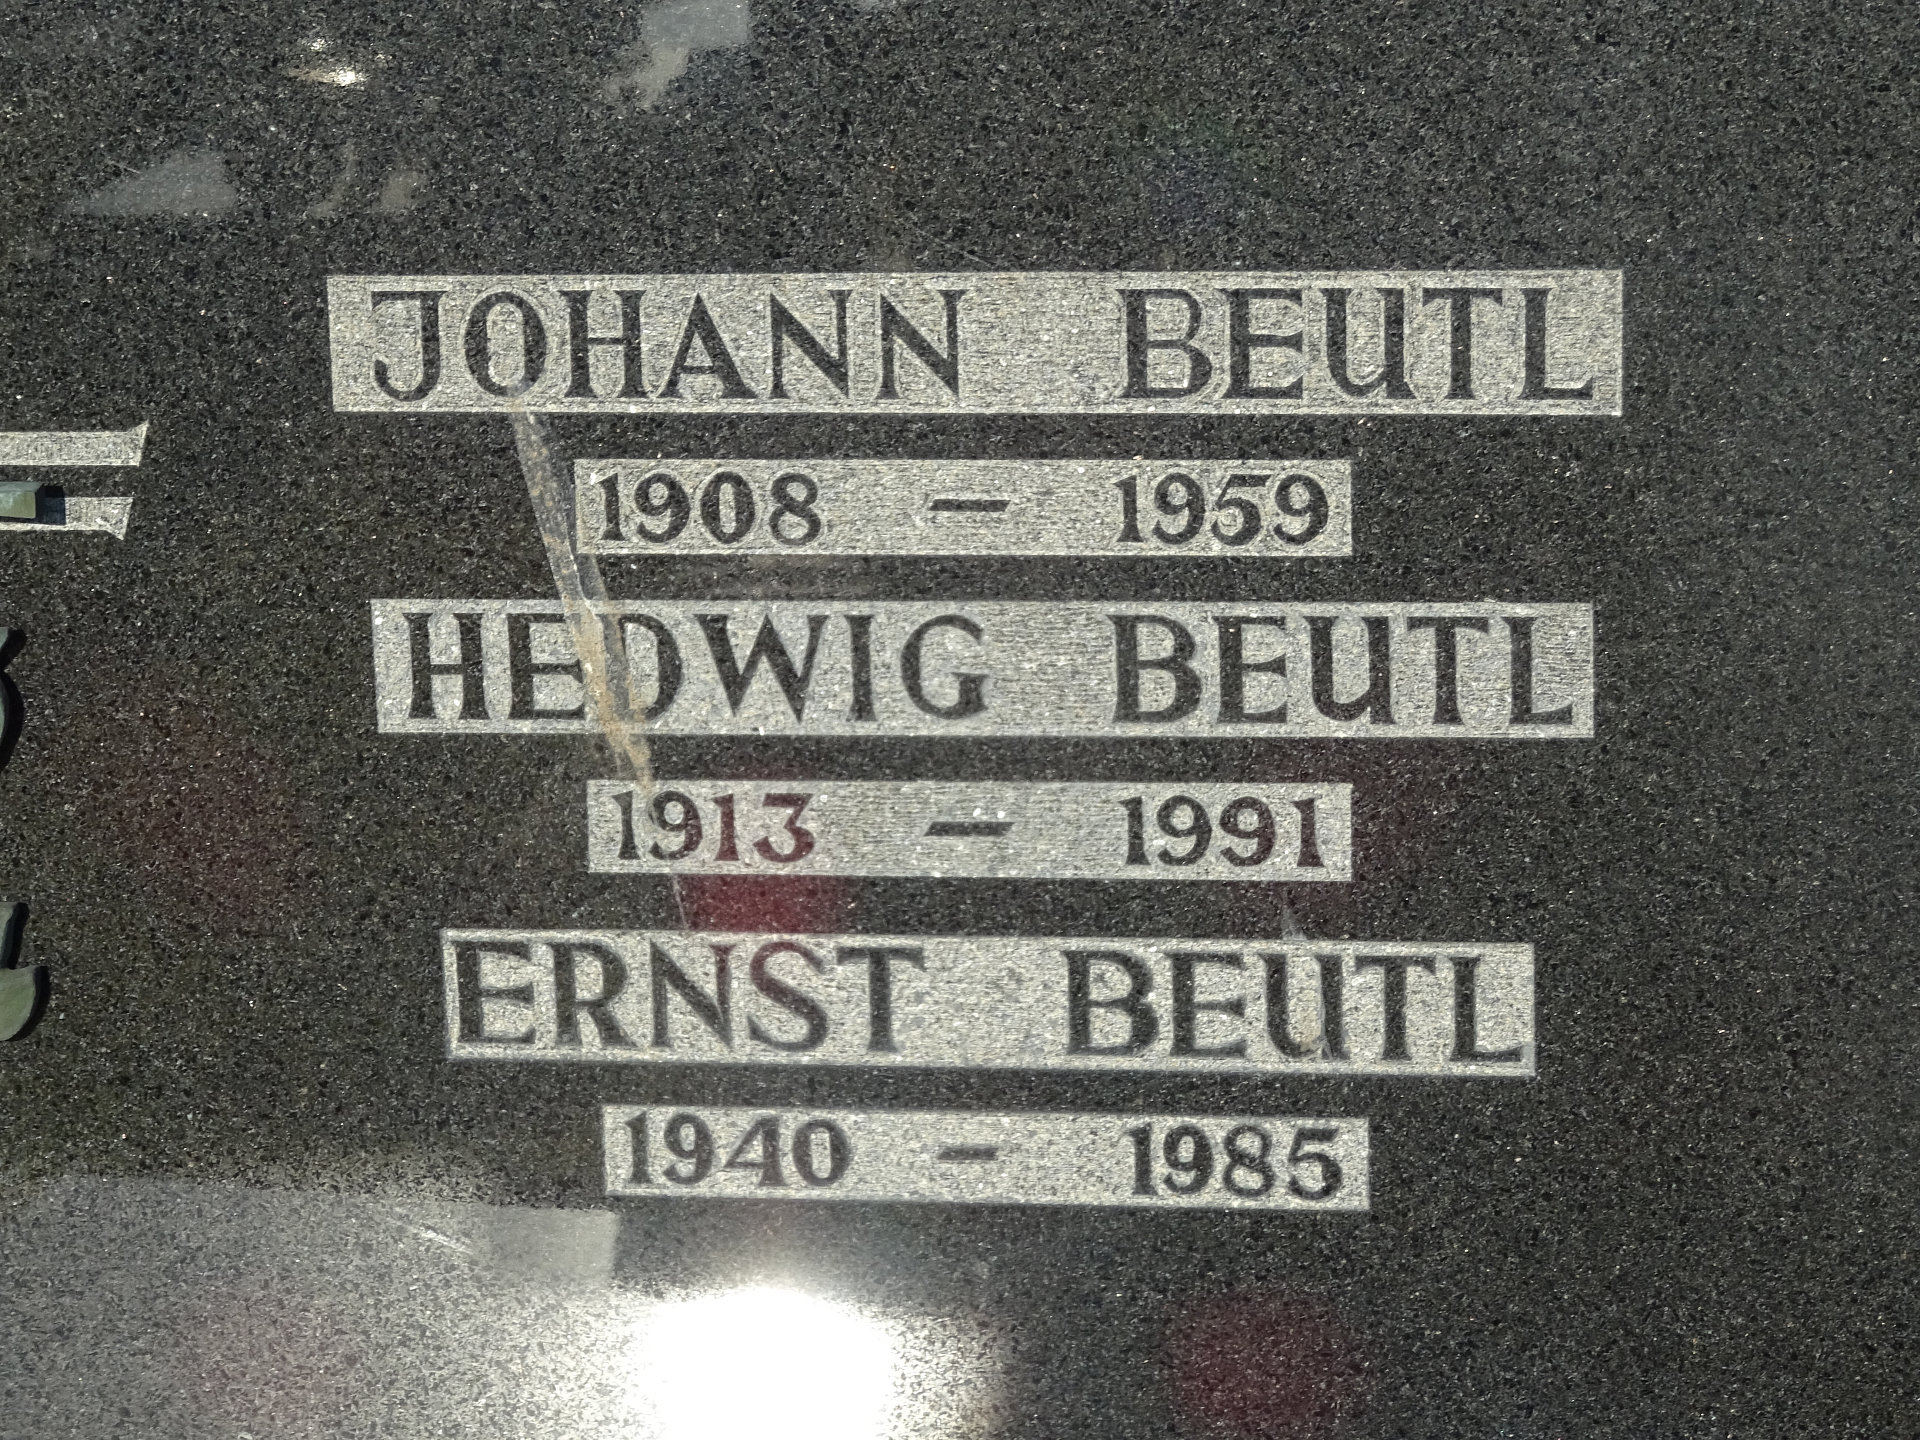 JOHANN BEUTL
1908 – 1959
HEDWIG BEUTL
1913 – 1991
ERNST BEUTL
1940 – 1985